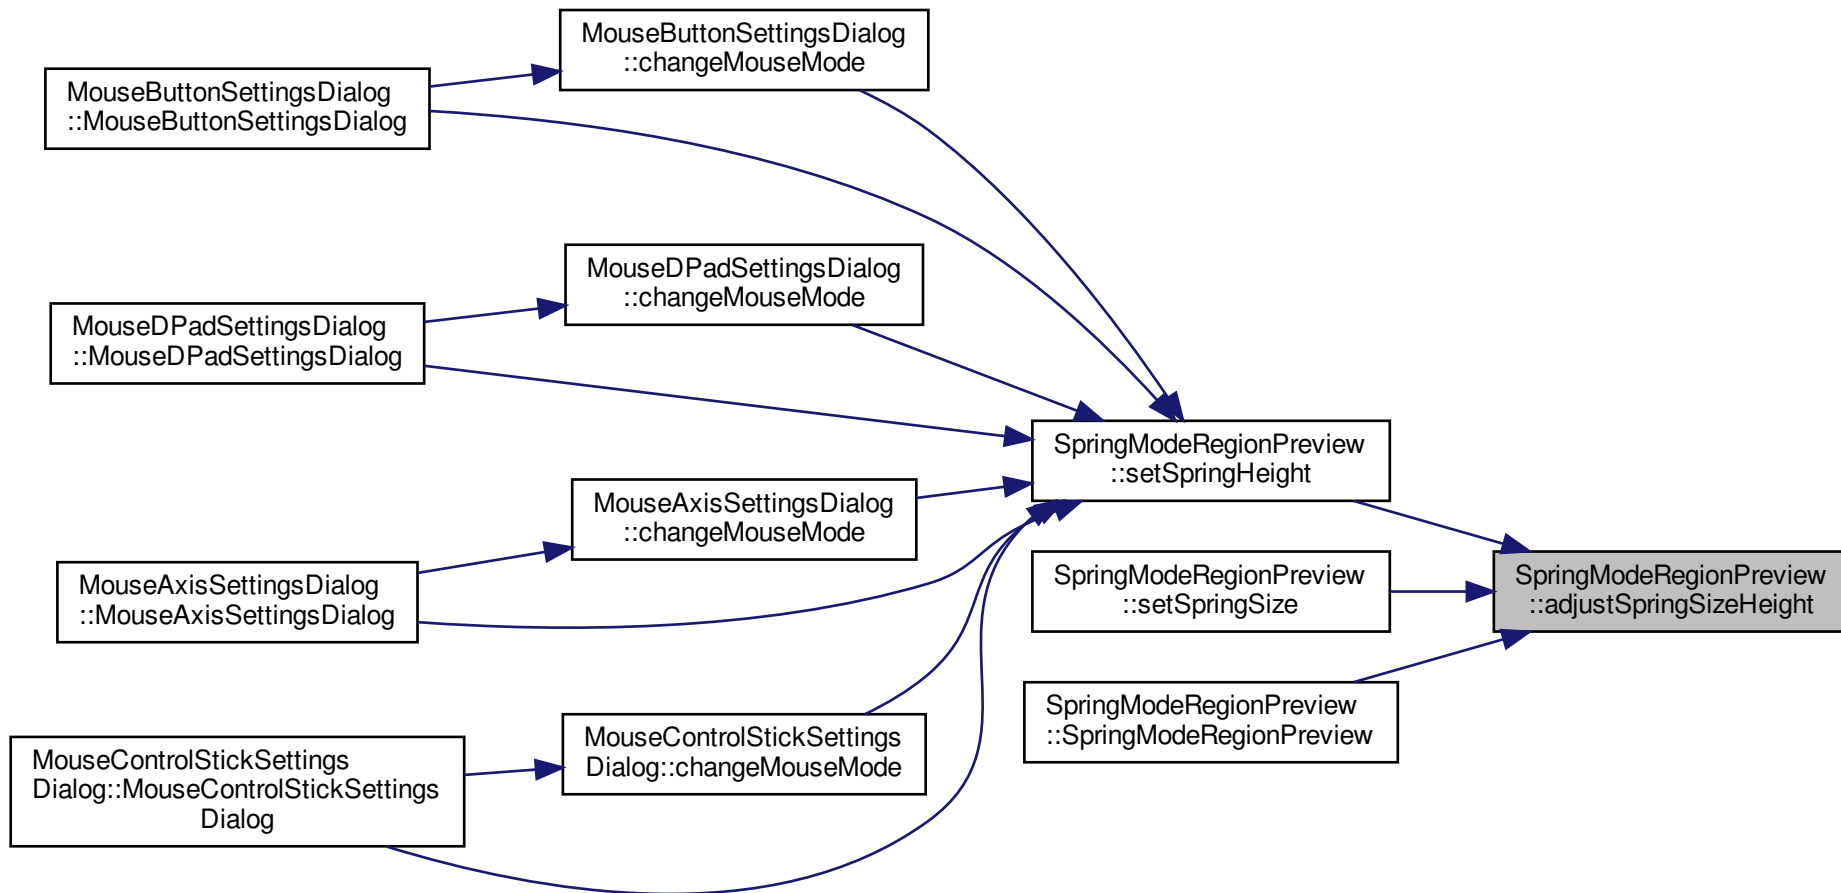 MouseButtonSettingsDialog
::changeMouseMode
MouseButtonSettingsDialog
::MouseButtonSettingsDialog
MouseDPadSettingsDialog
::changeMouseMode
MouseDPadSettingsDialog
::MouseDPadSettingsDialog
SpringModeRegionPreview
::setSpringHeight
MouseAxisSettingsDialog
::changeMouseMode
SpringModeRegionPreview
::setSpringSize
SpringModeRegionPreview
::adjustSpringSizeHeight
MouseAxisSettingsDialog
::MouseAxisSettingsDialog
SpringModeRegionPreview
::SpringModeRegionPreview
MouseControlStickSettings
Dialog::changeMouseMode
MouseControlStickSettings
Dialog::MouseControlStickSettings
Dialog